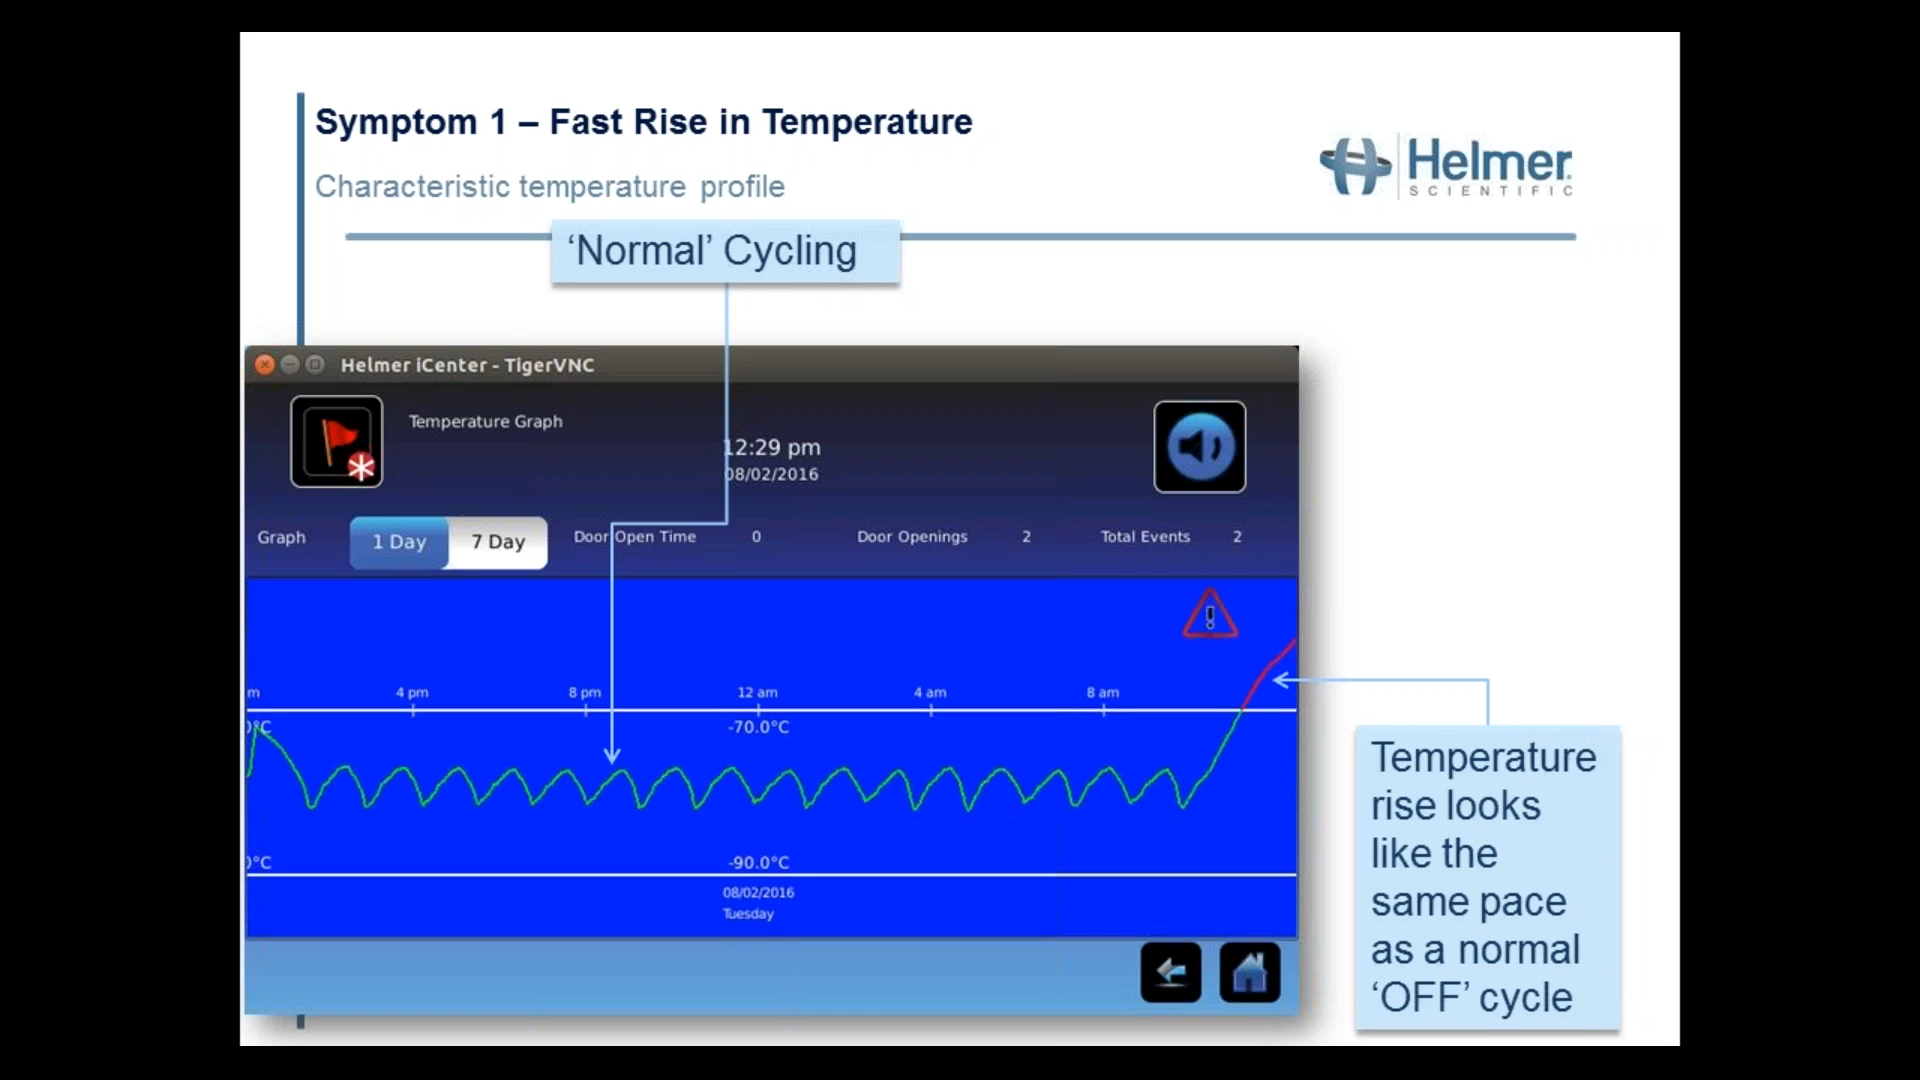 Symptom 1 – Fast Rise in Temperature
Characteristic temperature profile
Helmer
SCIENTIFIC
‘Normal’ Cycling
Helmer iCenter - TigerVNC
Temperature Graph
12:29 pm
08/02/2016
Graph
1 Day
7 Day
Door Open Time 0
Door Openings 2
Total Events 2
m 4 pm 8 pm 12 am 4 am 8 am
0°C -70.0°C
0°C -90.0°C
08/02/2016
Tuesday
Temperature
rise looks
like the
same pace
as a normal
‘OFF’ cycle